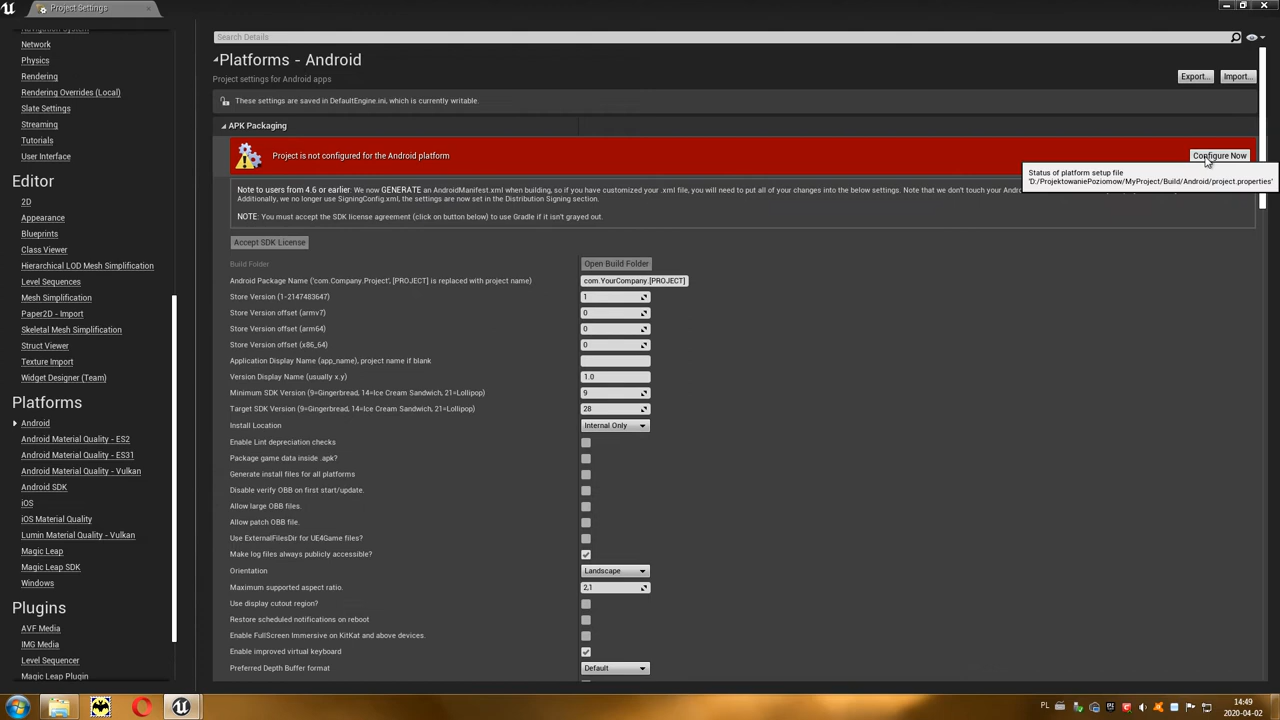 Project Settings
Search Details
Navigation System
Network
Physics
Rendering
Rendering Overrides (Local)
Slate Settings
Streaming
Tutorials
User Interface
Editor
2D
Appearance
Blueprints
Class Viewer
Hierarchical LOD Mesh Simplification
Level Sequences
Mesh Simplification
Paper2D - Import
Skeletal Mesh Simplification
Struct Viewer
Texture Import
Widget Designer (Team)
Platforms
Android
Android Material Quality - ES2
Android Material Quality - ES31
Android Material Quality - Vulkan
Android SDK
iOS
iOS Material Quality
Lumin Material Quality - Vulkan
Magic Leap
Magic Leap SDK
Windows
Plugins
AVF Media
IMG Media
Level Sequencer
Magic Leap Plugin
Platforms - Android
Project settings for Android apps
Export...
Import...
These settings are saved in DefaultEngine.ini, which is currently writable.
APK Packaging
Project is not configured for the Android platform
Configure Now
Status of platform setup file
'D:/ProjektowaniePoziomow/MyProject/Build/Android/project.properties'
Note to users from 4.6 or earlier: We now GENERATE an AndroidManifest.xml when building, so if you have customized your .xml file, you will need to put all of your changes into the below settings. Note that we don't touch your Andro
Additionally, we no longer use SigningConfig.xml, the settings are now set in the Distribution Signing section.
NOTE: You must accept the SDK license agreement (click on button below) to use Gradle if it isn't grayed out.
Accept SDK License
Build Folder Open Build Folder
Android Package Name ('com.Company.Project', [PROJECT] is replaced with project name) com.YourCompany.[PROJECT]
Store Version (1-2147483647) 1
Store Version offset (armv7) 0
Store Version offset (arm64) 0
Store Version offset (x86_64) 0
Application Display Name (app_name), project name if blank
Version Display Name (usually x.y) 1.0
Minimum SDK Version (9=Gingerbread, 14=Ice Cream Sandwich, 21=Lollipop) 9
Target SDK Version (9=Gingerbread, 14=Ice Cream Sandwich, 21=Lollipop) 28
Install Location Internal Only
Enable Lint depreciation checks
Package game data inside .apk?
Generate install files for all platforms
Disable verify OBB on first start/update.
Allow large OBB files.
Allow patch OBB file.
Use ExternalFilesDir for UE4Game files?
Make log files always publicly accessible?
Orientation Landscape
Maximum supported aspect ratio. 2,1
Use display cutout region?
Restore scheduled notifications on reboot
Enable FullScreen Immersive on KitKat and above devices.
Enable improved virtual keyboard
Preferred Depth Buffer format Default
PL
14:49
2020-04-02